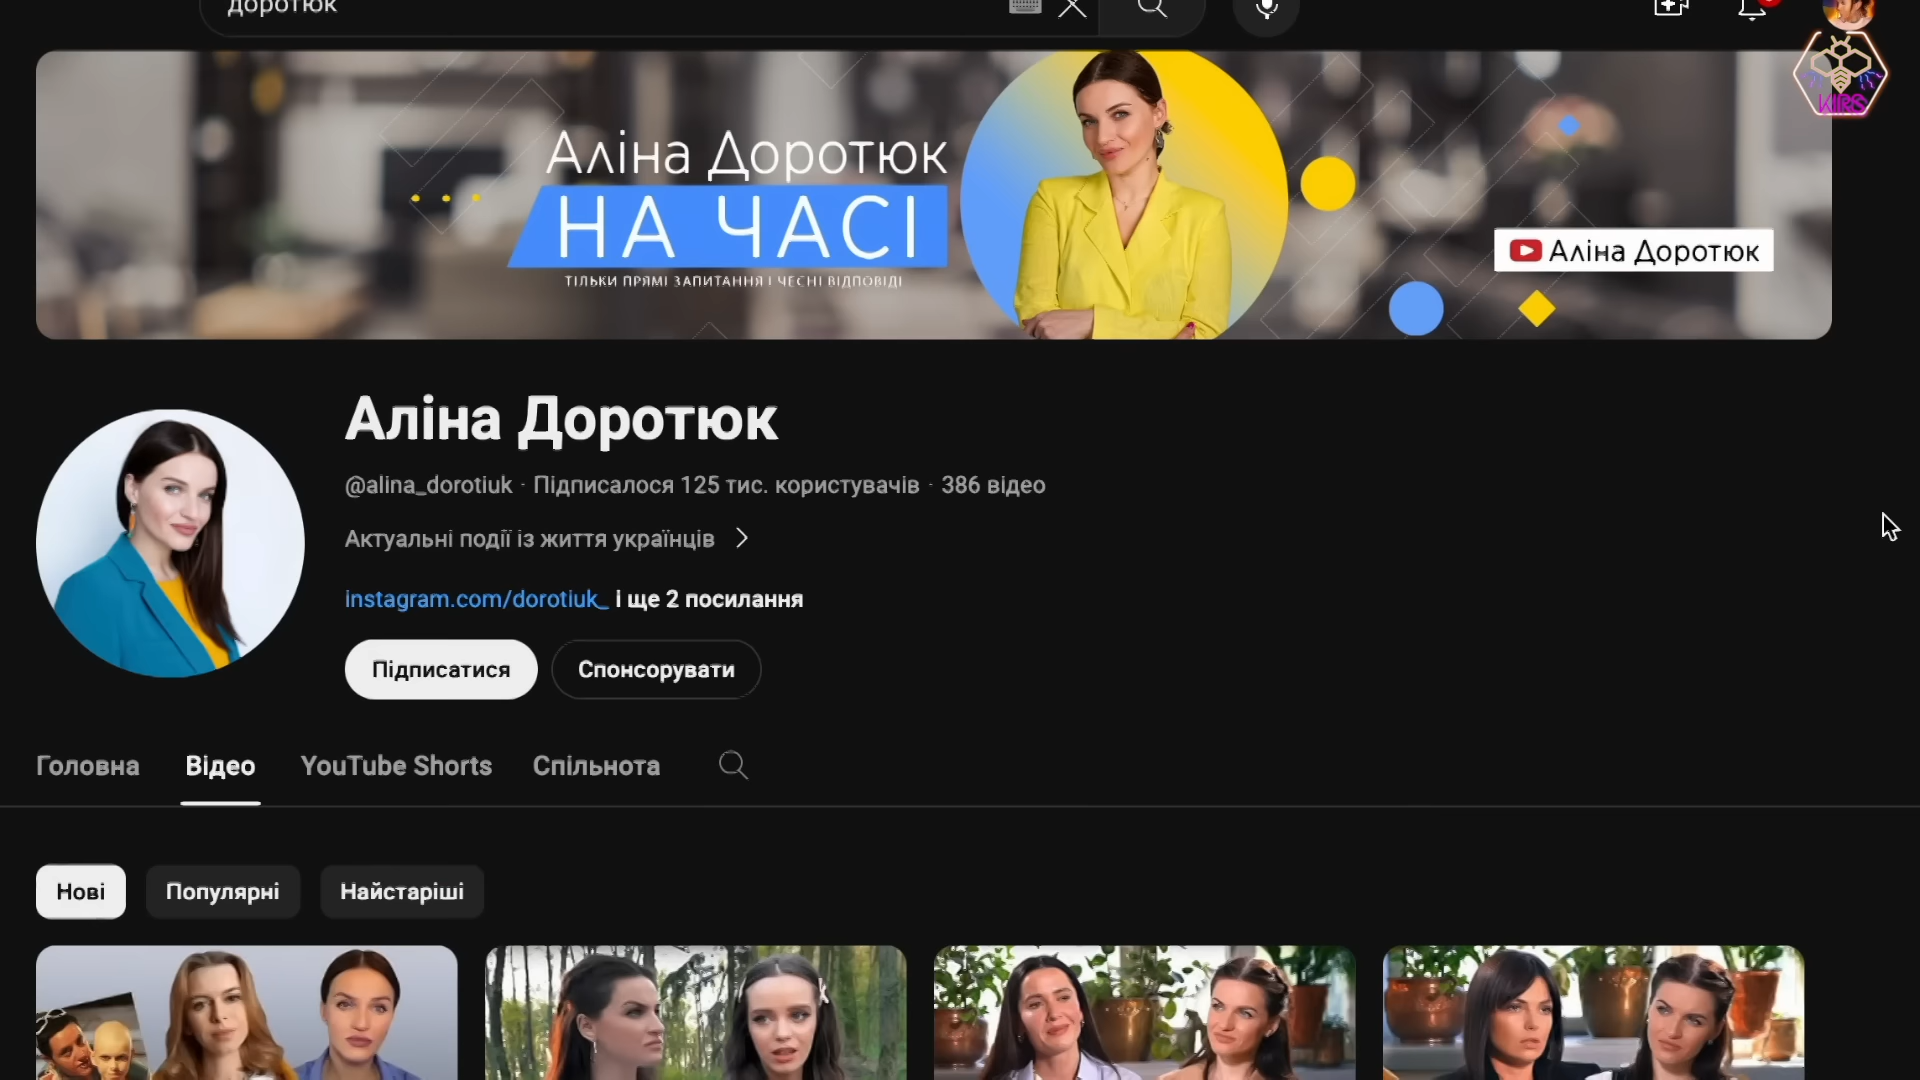 доротюк
KIRS
Аліна Доротюк
НА ЧАСІ
ТІЛЬКИ ПРЯМІ ЗАПИТАННЯ І ЧЕСНІ ВІДПОВІДІ
Аліна Доротюк
Аліна Доротюк
@alina_dorotiuk · Підписалося 125 тис. користувачів · 386 відео
Актуальні події із життя українців
instagram.com/dorotiuk_ і ще 2 посилання
Підписатися Спонсорувати
Головна Відео YouTube Shorts Спільнота
Нові Популярні Найстаріші